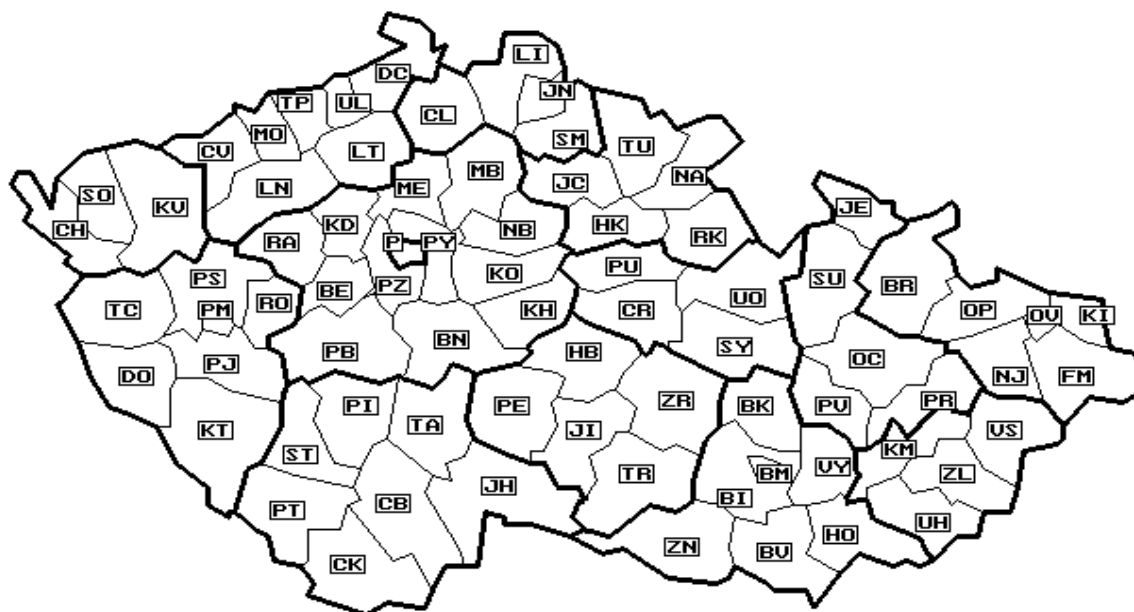 LI
DC
JN
TP
UL
CL
MO
SM
TU
CV
LT
MB
NA
LN
ME
JC
SO
KV
JE
CH
KD
NB
HK
RK
RA
P
PY
PS
KO
PU
SU
BR
BE
PZ
RO
UO
TC
PM
KH
CR
OP
OV
KI
BN
PB
HB
SY
OC
PJ
DO
NJ
FM
PI
PE
ZR
BK
PV
PR
TA
KT
JI
VS
ST
KM
VY
ZL
TR
BM
JH
BI
PT
CB
UH
HO
ZN
BV
CK